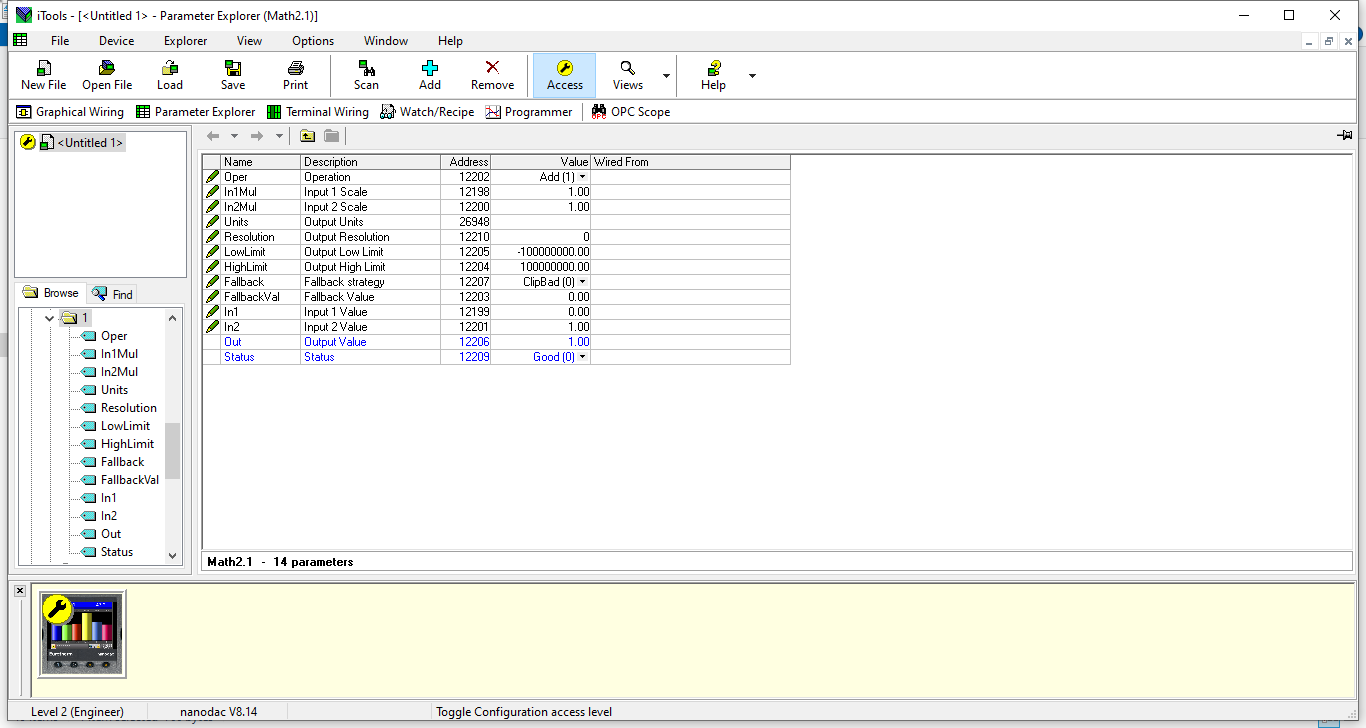 iTools - [<Untitled 1> - Parameter Explorer (Math2.1)]
File Device Explorer View Options Window Help
New File Open File Load Save Print Scan Add Remove Access Views Help
Graphical Wiring Parameter Explorer Terminal Wiring Watch/Recipe Programmer OPC Scope
<Untitled 1>
Name Description Address Value Wired From
Oper Operation 12202 Add (1)
In1Mul Input 1 Scale 12198 1.00
In2Mul Input 2 Scale 12200 1.00
Units Output Units 26948
Resolution Output Resolution 12210 0
LowLimit Output Low Limit 12205 -100000000.00
HighLimit Output High Limit 12204 100000000.00
Fallback Fallback strategy 12207 ClipBad (0)
FallbackVal Fallback Value 12203 0.00
In1 Input 1 Value 12199 0.00
In2 Input 2 Value 12201 1.00
Out Output Value 12206 1.00
Status Status 12209 Good (0)
Browse Find
1
Oper
In1Mul
In2Mul
Units
Resolution
LowLimit
HighLimit
Fallback
FallbackVal
In1
In2
Out
Status
Math2.1 - 14 parameters
Level 2 (Engineer) nanodac V8.14 Toggle Configuration access level